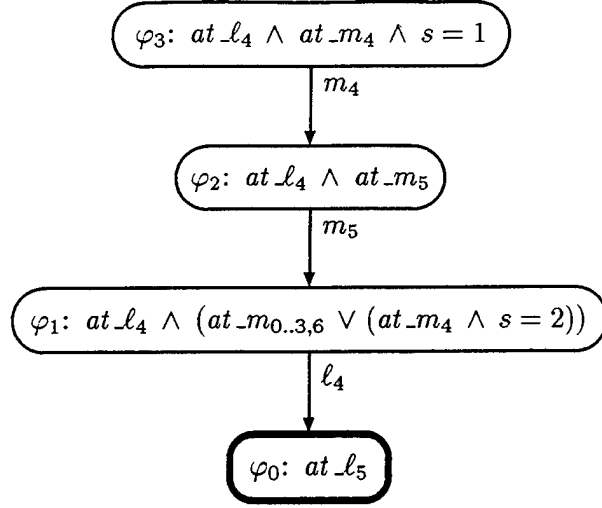 φ₃: at_ℓ₄ ∧ at_m₄ ∧ s = 1
m₄
φ₂: at_ℓ₄ ∧ at_m₅
m₅
φ₁: at_ℓ₄ ∧ (at_m₀..₃,₆ ∨ (at_m₄ ∧ s = 2))
ℓ₄
φ₀: at_ℓ₅